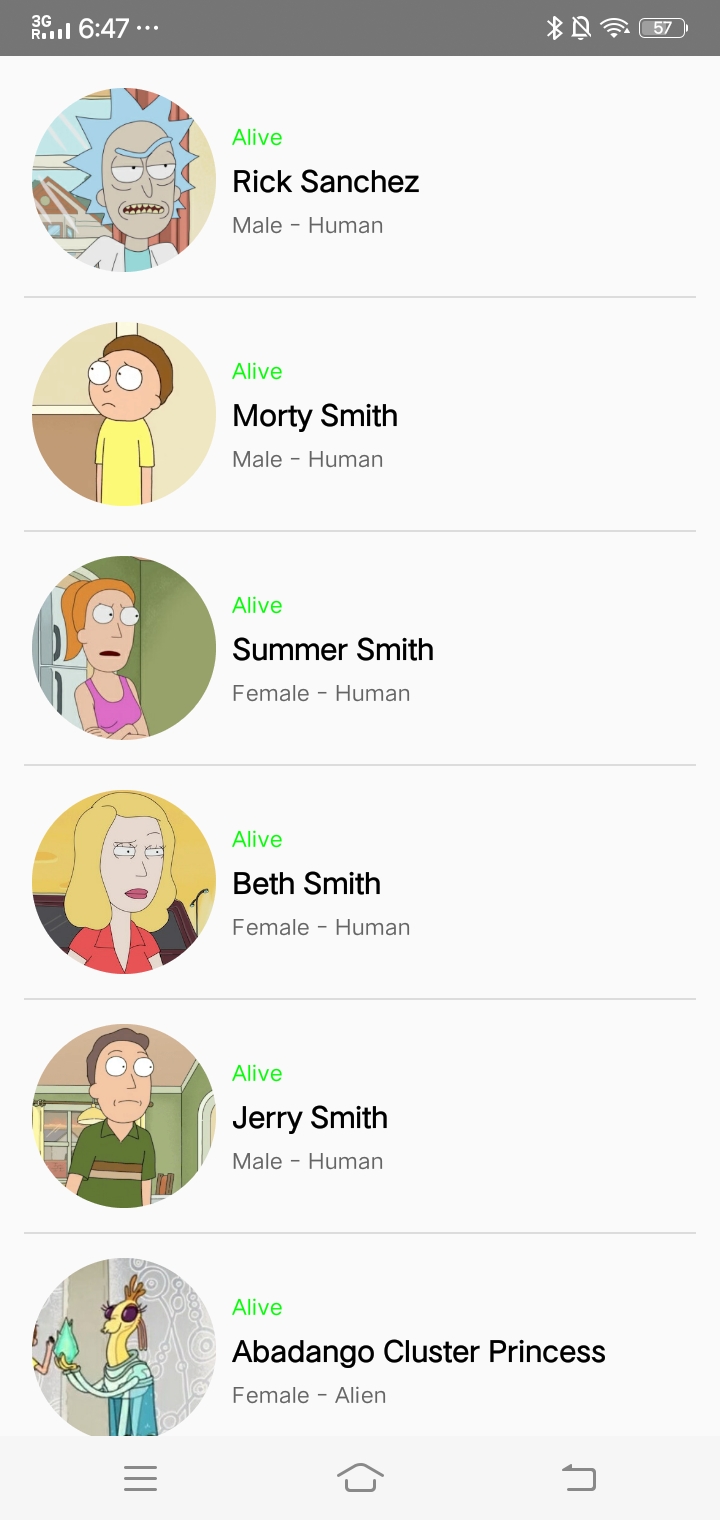 3G
R 6:47 ···
57
Alive
Rick Sanchez
Male - Human
Alive
Morty Smith
Male - Human
Alive
Summer Smith
Female - Human
Alive
Beth Smith
Female - Human
Alive
Jerry Smith
Male - Human
Alive
Abadango Cluster Princess
Female - Alien